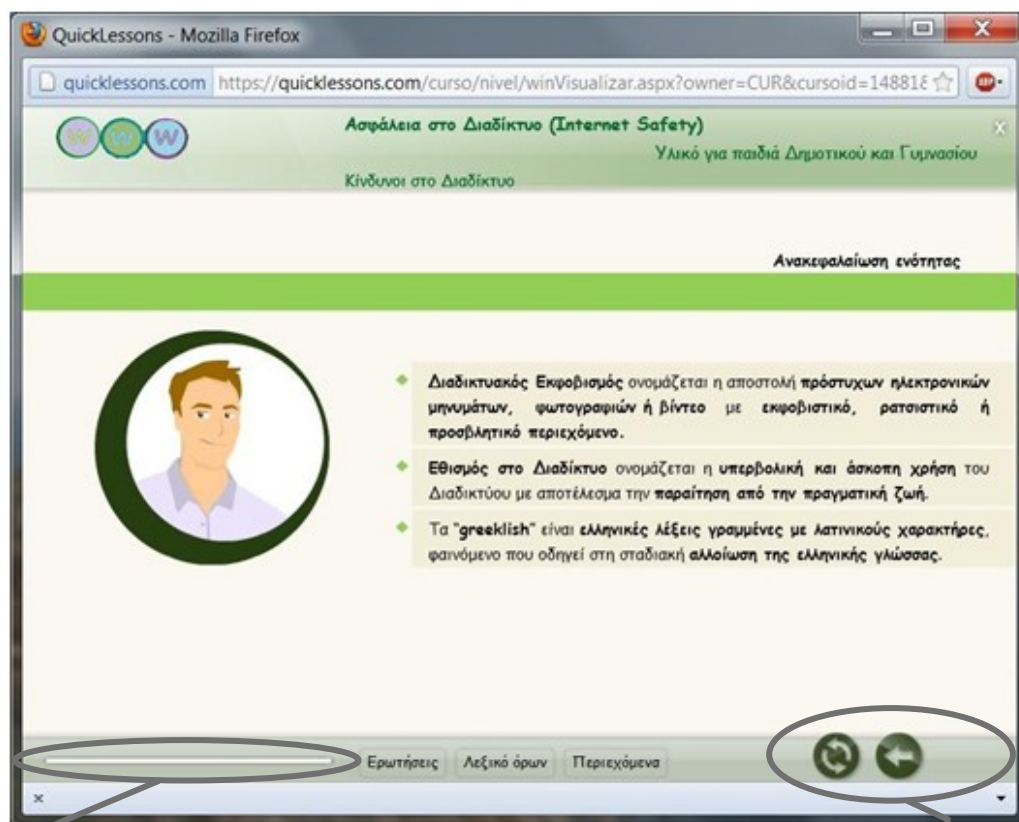 QuickLessons - Mozilla Firefox
quicklessons.com https://quicklessons.com/curso/nivel/winVisualizar.aspx?owner=CUR&cursoid=148818
ABP
WWW
Ασφάλεια στο Διαδίκτυο (Internet Safety)
Υλικό για παιδιά Δημοτικού και Γυμνασίου
Κίνδυνοι στο Διαδίκτυο
Ανακεφαλαίωση ενότητας
Διαδικτυακός Εκφοβισμός ονομάζεται η αποστολή πρόστυχων ηλεκτρονικών
μηνυμάτων, φωτογραφιών ή βίντεο με εκφοβιστικό, ρατσιστικό ή
προσβλητικό περιεχόμενο.
Εθισμός στο Διαδίκτυο ονομάζεται η υπερβολική και άσκοπη χρήση του
Διαδικτύου με αποτέλεσμα την παραίτηση από την πραγματική ζωή.
Τα "greeklish" είναι ελληνικές λέξεις γραμμένες με λατινικούς χαρακτήρες,
φαινόμενο που οδηγεί στη σταδιακή αλλοίωση της ελληνικής γλώσσας.
Ερωτήσεις Λεξικό όρων Περιεχόμενα